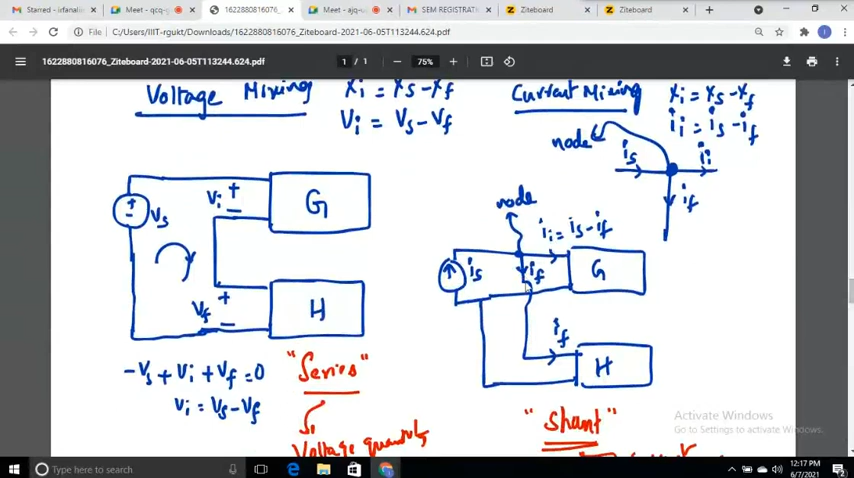 Starred - irfanalie
Meet - qcq-g
1622880816076_Ziteboard
Meet - ajq-u
SEM REGISTRATI
Ziteboard
Ziteboard
File | C:/Users/IIIT-rgukt/Downloads/1622880816076_Ziteboard-2021-06-05T113244.624.pdf
1622880816076_Ziteboard-2021-06-05T113244.624.pdf
1 / 1
75%
Voltage Mixing
Xi = Xs-Xf
Vi = Vs-Vf
Current Mixing
Xi = Xs-Xf
ii = is-if
node
is
ii
if
Vs
Vi
+
-
G
Vf
+
-
H
-Vs + Vi + Vf = 0
Vi = Vs-Vf
"Series"
Voltage quantity
node
ii = is-if
is
if
G
if
H
"Shunt"
Activate Windows
Go to Settings to activate Windows.
Type here to search
12:17 PM
6/7/2021
2